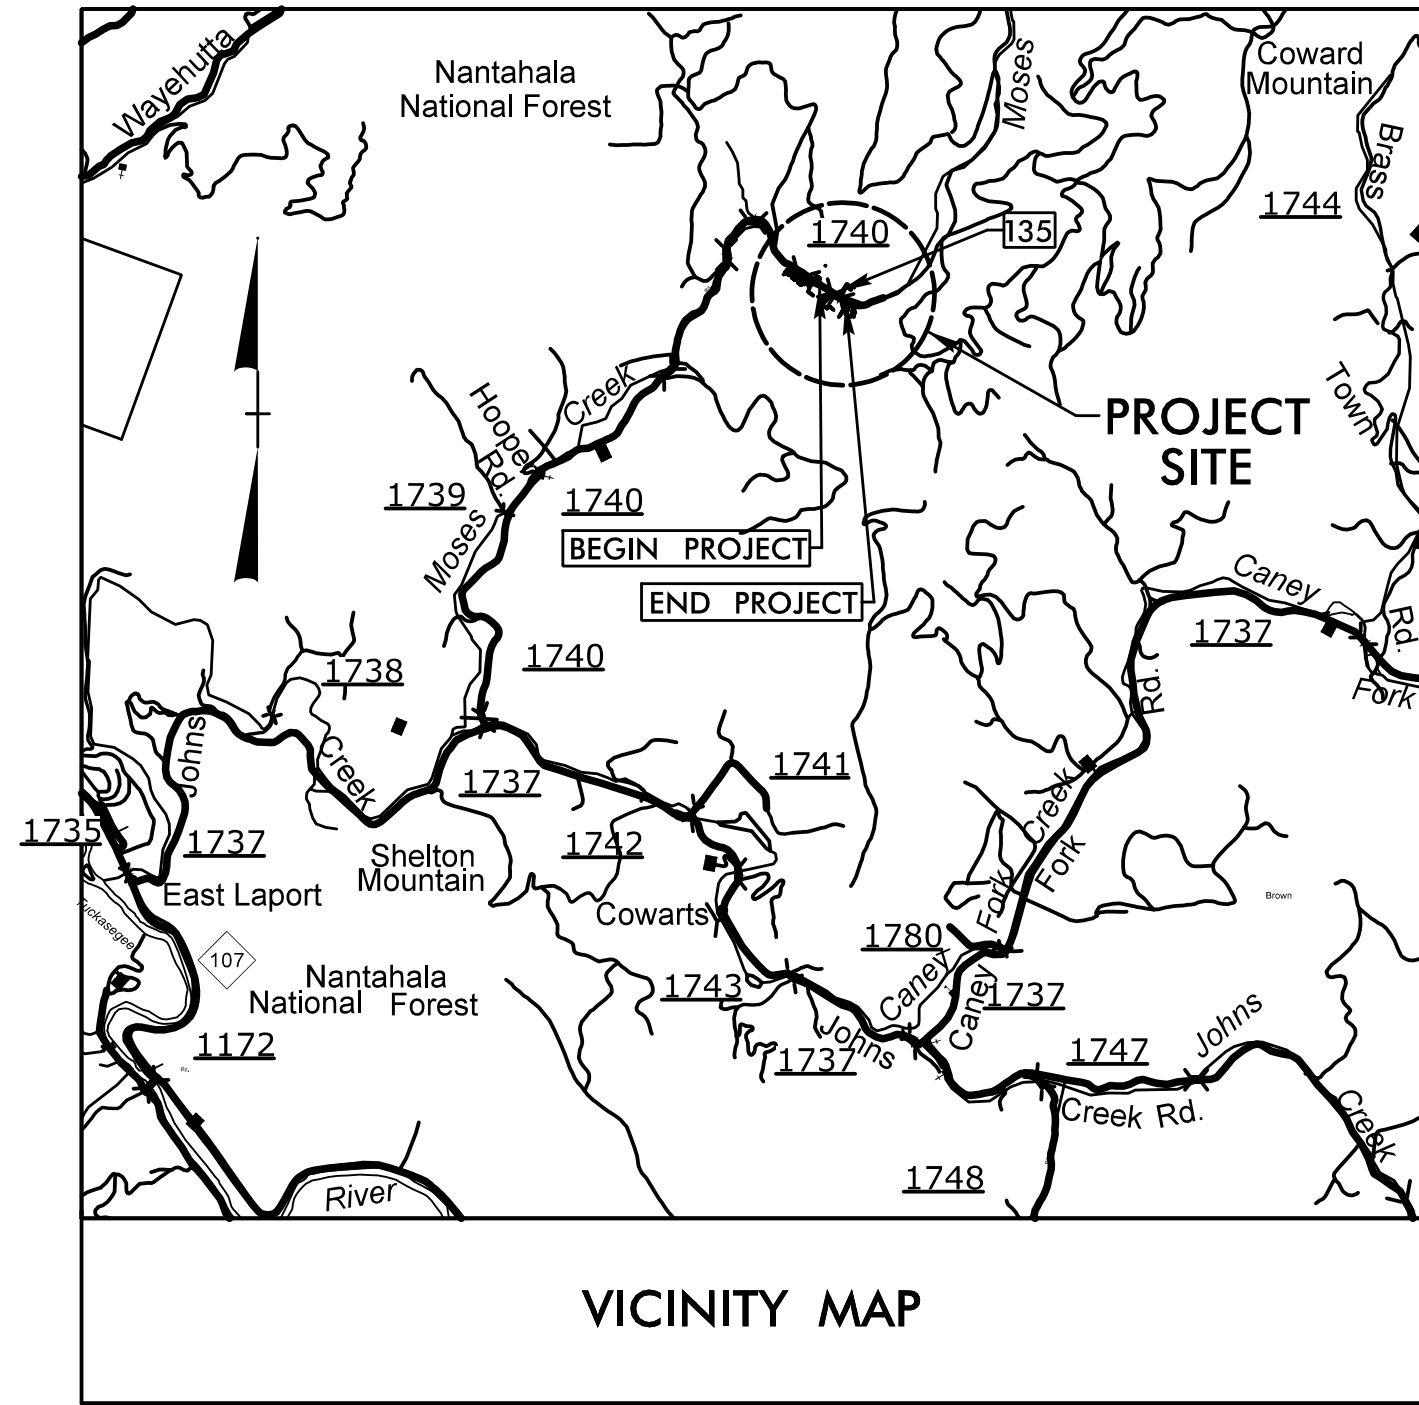 Wayehutta
Nantahala
National Forest
Moses
Coward
Mountain
Brass
1744
1740
135
Creek
Hooper
Rd.
Town
PROJECT
SITE
1739
1740
Moses
BEGIN PROJECT
END PROJECT
Caney
1737
Rd.
Fork
1740
1738
Rd.
Johns
Creek
1737
1741
1735
1737
1742
Creek
Fork
Shelton
Mountain
East Laport
Tuckasegee
Cowarts
Fork
Brown
1780
107
Nantahala
National Forest
1743
Caney
Caney
1737
Johns
1737
1747
Johns
1172
Rd.
Creek Rd.
Creek
1748
River
VICINITY MAP